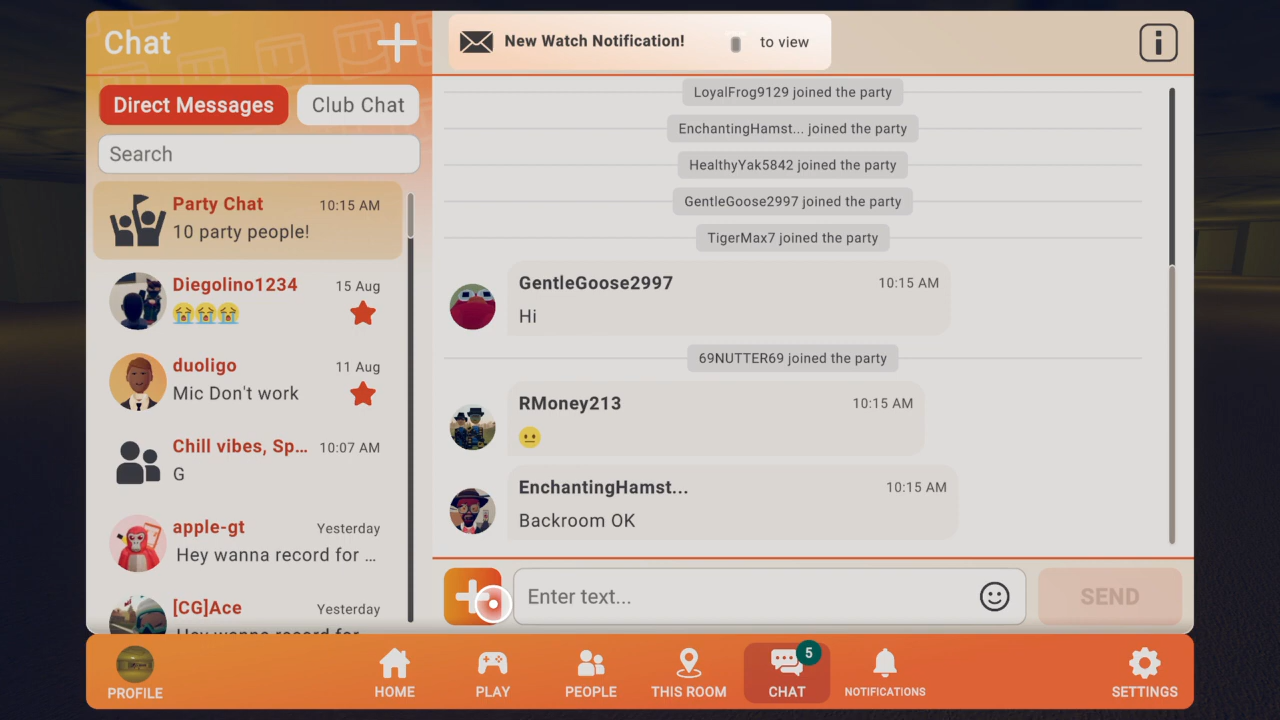 Chat
Direct Messages
Club Chat
Search
Party Chat
10:15 AM
10 party people!
Diegolino1234
15 Aug
😭😭😭
duoligo
11 Aug
Mic Don't work
Chill vibes, Sp...
10:07 AM
G
apple-gt
Yesterday
Hey wanna record for ...
[CG]Ace
Yesterday
Hey wanna record for
New Watch Notification! to view
LoyalFrog9129 joined the party
EnchantingHamst... joined the party
HealthyYak5842 joined the party
GentleGoose2997 joined the party
TigerMax7 joined the party
GentleGoose2997
10:15 AM
Hi
69NUTTER69 joined the party
RMoney213
10:15 AM
😐
EnchantingHamst...
10:15 AM
Backroom OK
Enter text...
SEND
PROFILE
HOME
PLAY
PEOPLE
THIS ROOM
5
CHAT
NOTIFICATIONS
SETTINGS